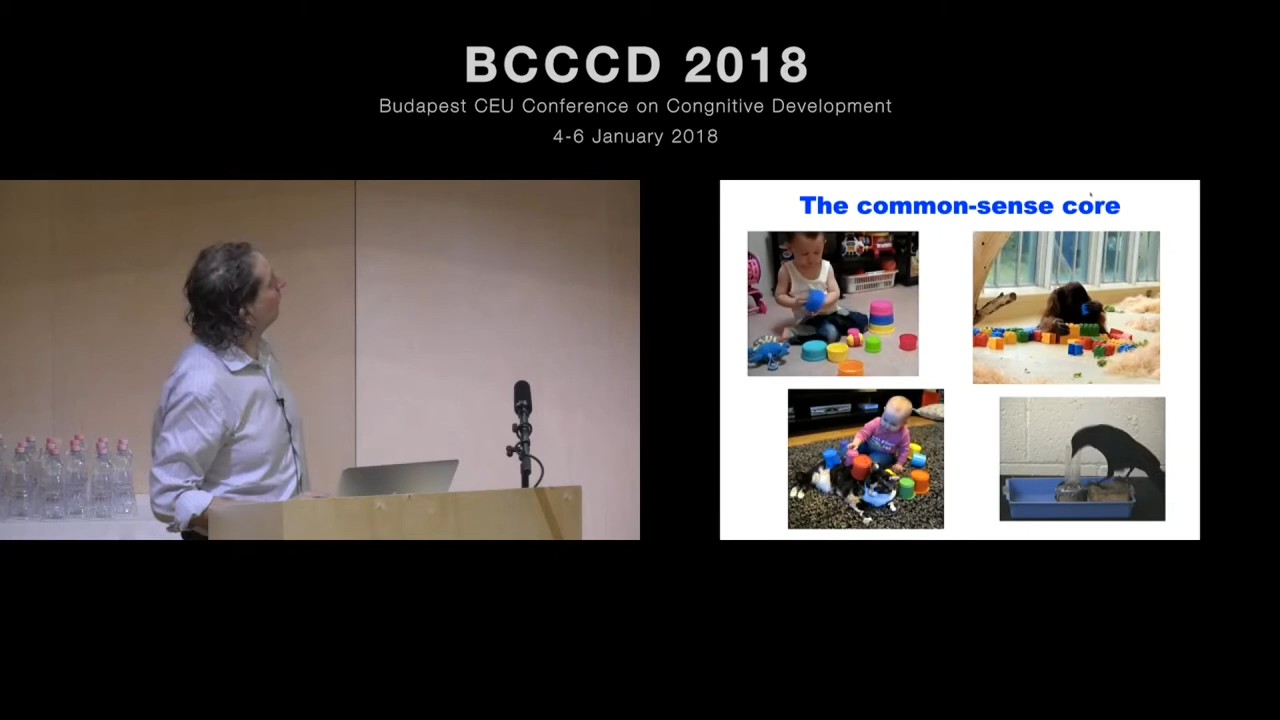 BCCCD 2018
Budapest CEU Conference on Congnitive Development
4-6 January 2018
The common-sense core